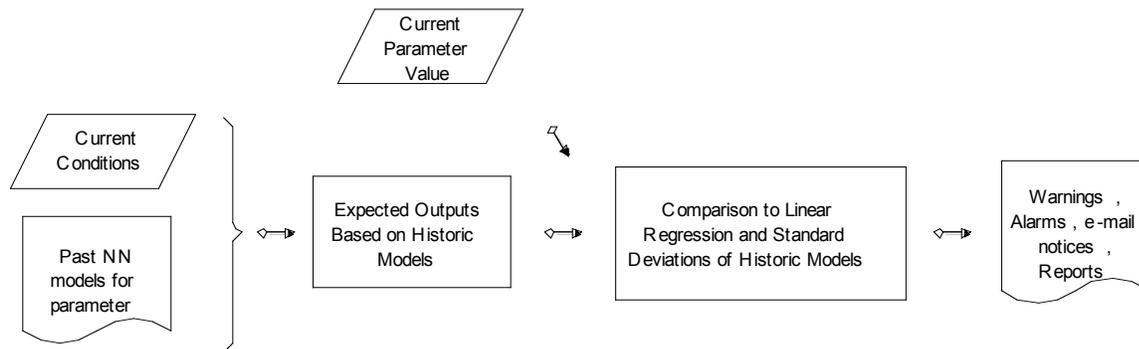 Current
Parameter
Value
Current
Conditions
Past NN
models for
parameter
Expected Outputs
Based on Historic
Models
Comparison to Linear
Regression and Standard
Deviations of Historic Models
Warnings ,
Alarms , e-mail
notices ,
Reports